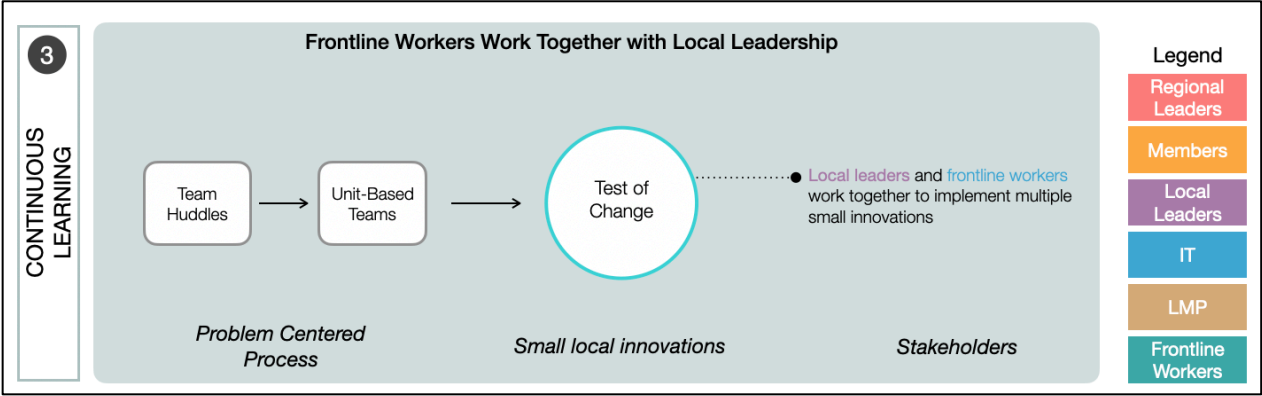 3
CONTINUOUS
LEARNING
Frontline Workers Work Together with Local Leadership
Team
Huddles
Unit-Based
Teams
Test of
Change
Local leaders and frontline workers
work together to implement multiple
small innovations
Problem Centered
Process
Small local innovations
Stakeholders
Legend
Regional
Leaders
Members
Local
Leaders
IT
LMP
Frontline
Workers